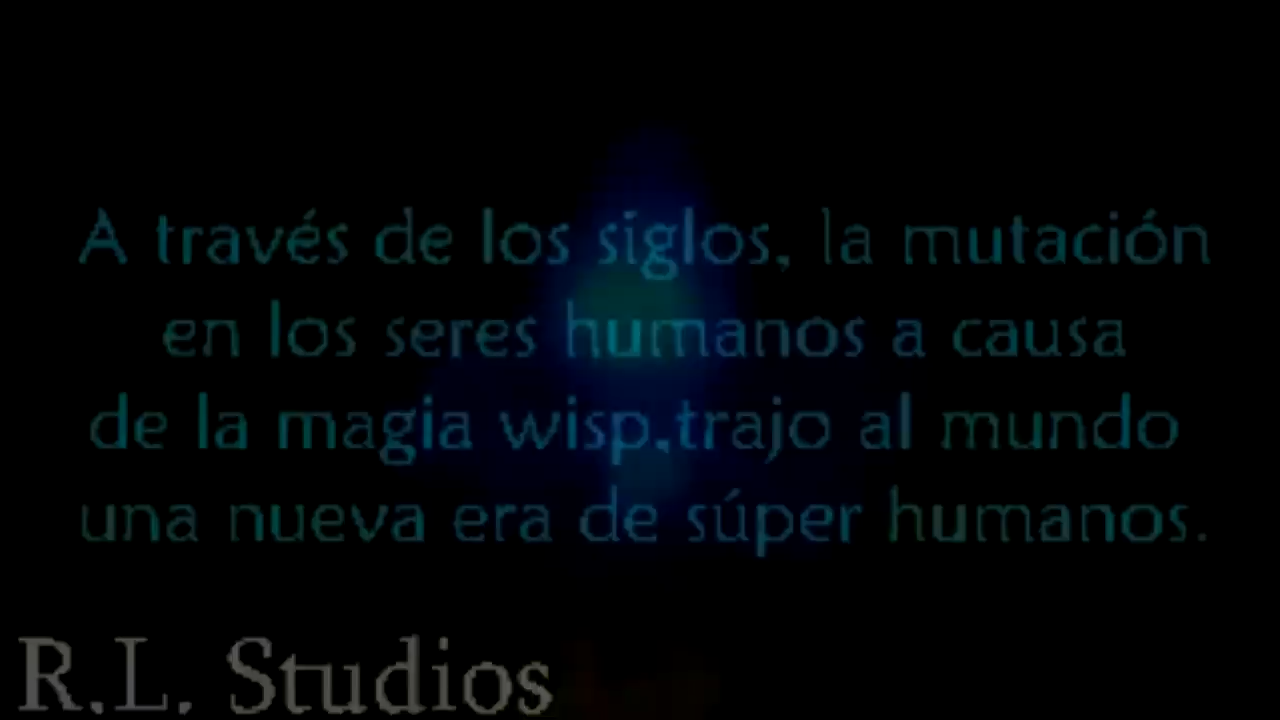 A través de los siglos, la mutación
en los seres humanos a causa
de la magia wisp,trajo al mundo
una nueva era de súper humanos.
R.L. Studios